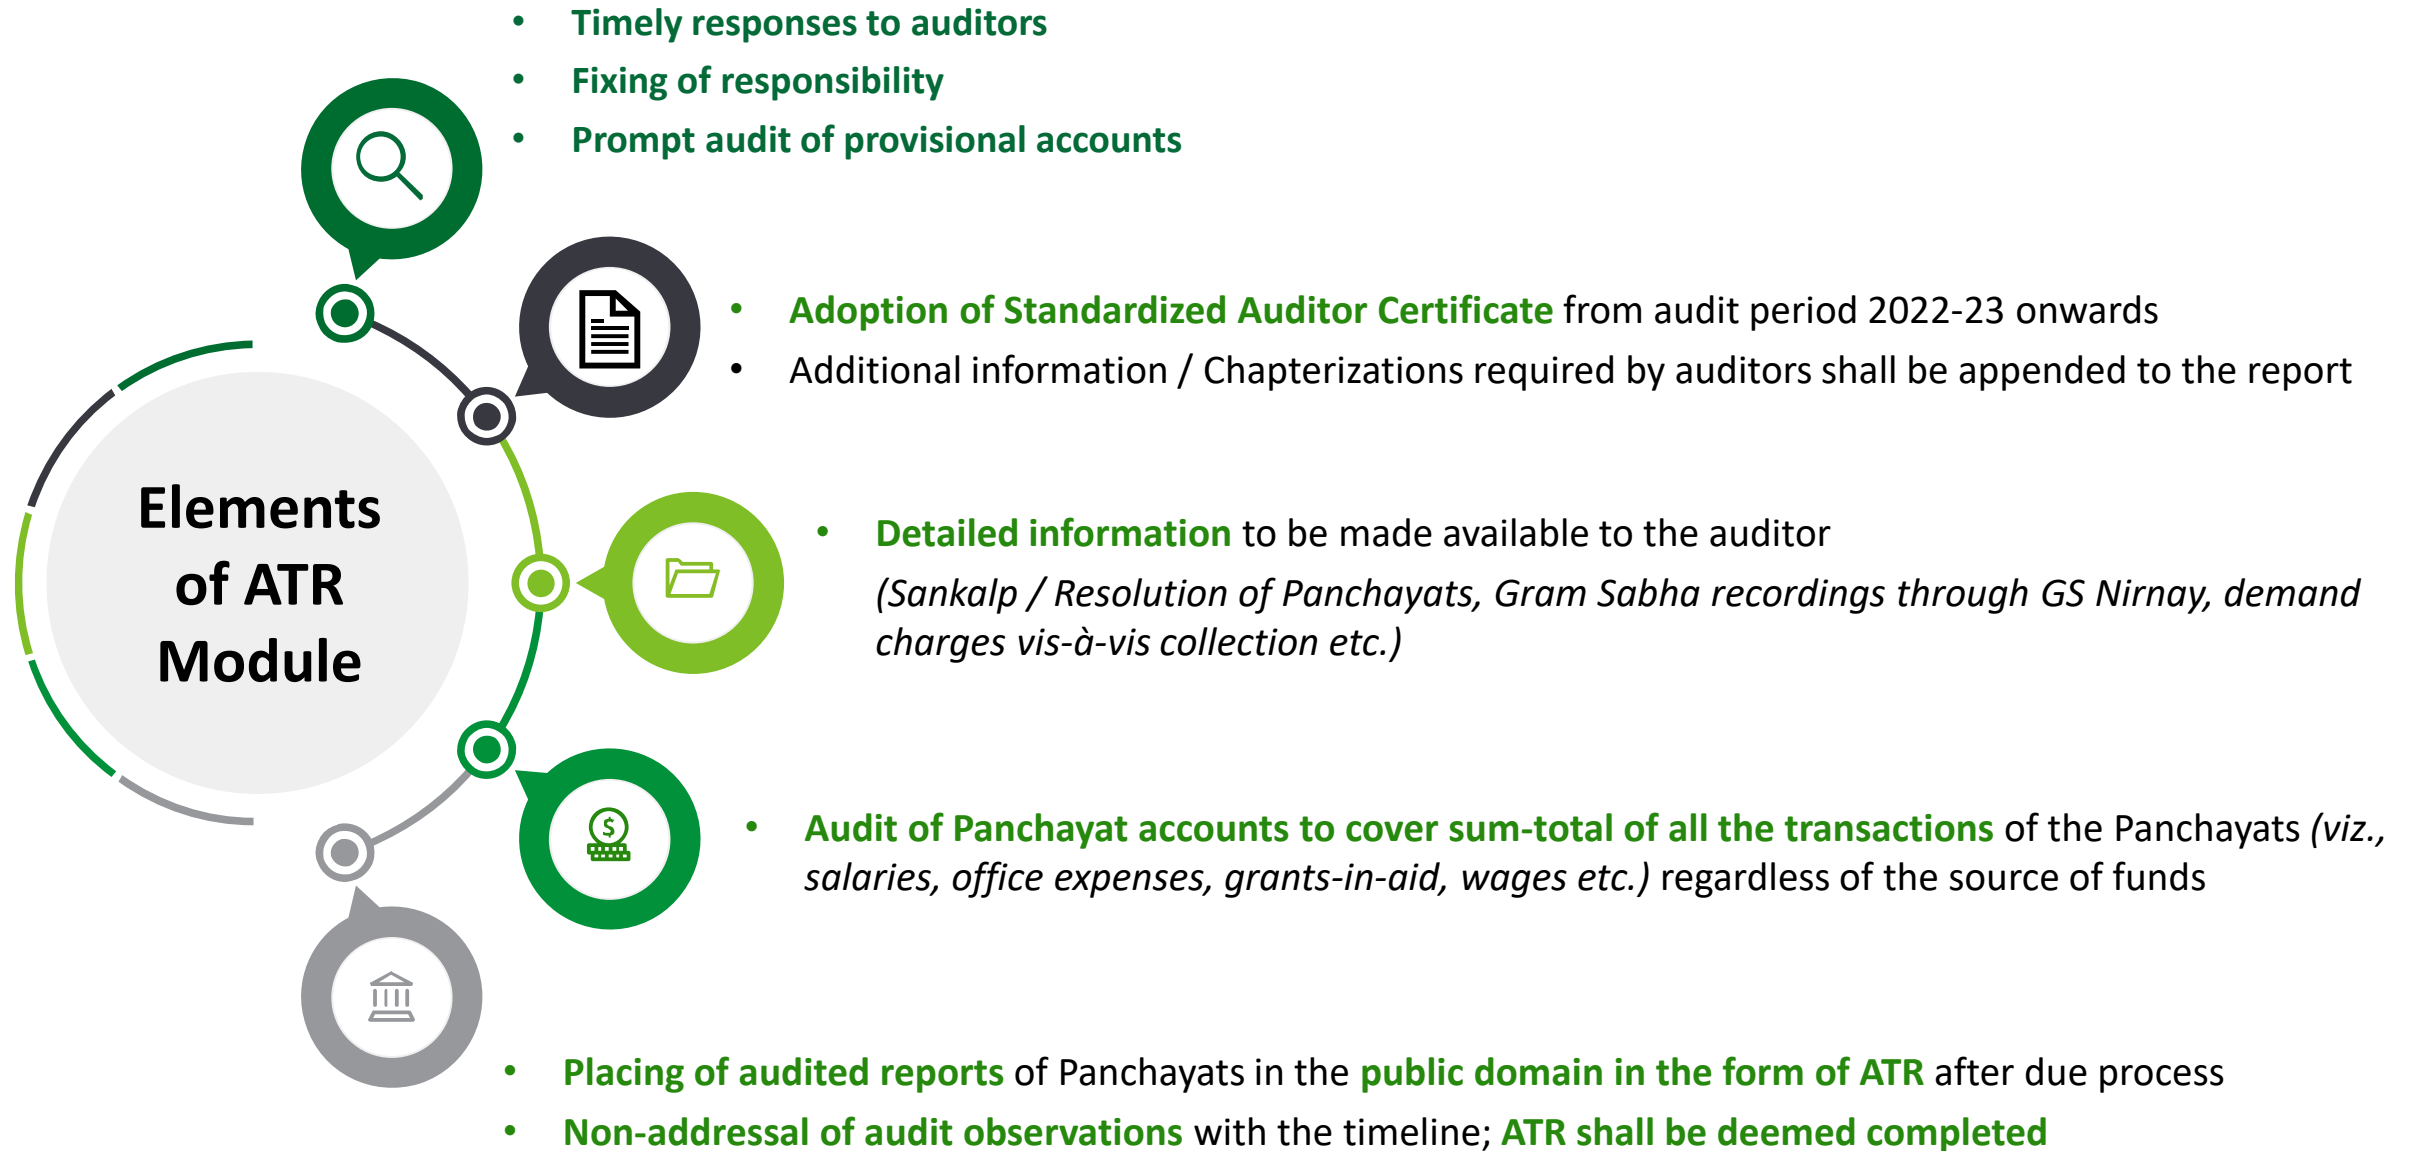 • Timely responses to auditors
• Fixing of responsibility
• Prompt audit of provisional accounts
• Adoption of Standardized Auditor Certificate from audit period 2022-23 onwards
• Additional information / Chapterizations required by auditors shall be appended to the report
Elements
of ATR
Module
• Detailed information to be made available to the auditor
(Sankalp / Resolution of Panchayats, Gram Sabha recordings through GS Nirnay, demand
charges vis-à-vis collection etc.)
$
• Audit of Panchayat accounts to cover sum-total of all the transactions of the Panchayats (viz.,
salaries, office expenses, grants-in-aid, wages etc.) regardless of the source of funds
• Placing of audited reports of Panchayats in the public domain in the form of ATR after due process
• Non-addressal of audit observations with the timeline; ATR shall be deemed completed